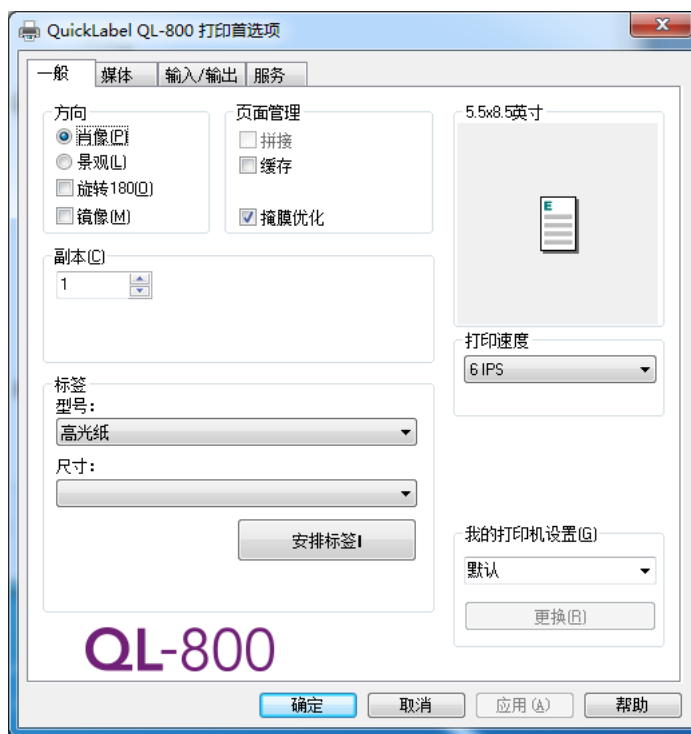 QuickLabel QL-800 打印首选项
一般 媒体 输入/输出 服务
方向
肖像(P)
景观(L)
旋转180(O)
镜像(M)
页面管理
拼接
缓存
掩膜优化
5.5x8.5英寸
E
副本(C)
1
打印速度
6 IPS
标签
型号：
高光纸
尺寸：
安排标签I
我的打印机设置(G)
默认
更换(R)
QL-800
确定 取消 应用(A) 帮助